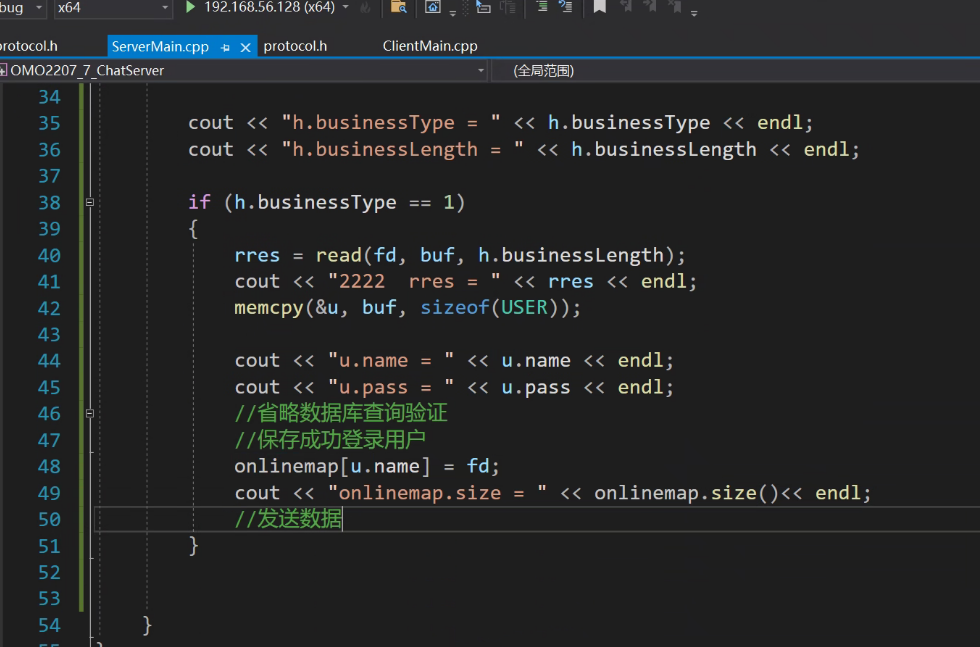 bug x64 192.168.56.128 (x64)
protocol.h ServerMain.cpp protocol.h ClientMain.cpp
OMO2207_7_ChatServer (全局范围)
34
35 cout << "h.businessType = " << h.businessType << endl;
36 cout << "h.businessLength = " << h.businessLength << endl;
37
38 if (h.businessType == 1)
39 {
40 rres = read(fd, buf, h.businessLength);
41 cout << "2222  rres = " << rres << endl;
42 memcpy(&u, buf, sizeof(USER));
43
44 cout << "u.name = " << u.name << endl;
45 cout << "u.pass = " << u.pass << endl;
46 //省略数据库查询验证
47 //保存成功登录用户
48 onlinemap[u.name] = fd;
49 cout << "onlinemap.size = " << onlinemap.size()<< endl;
50 //发送数据
51 }
52
53
54 }